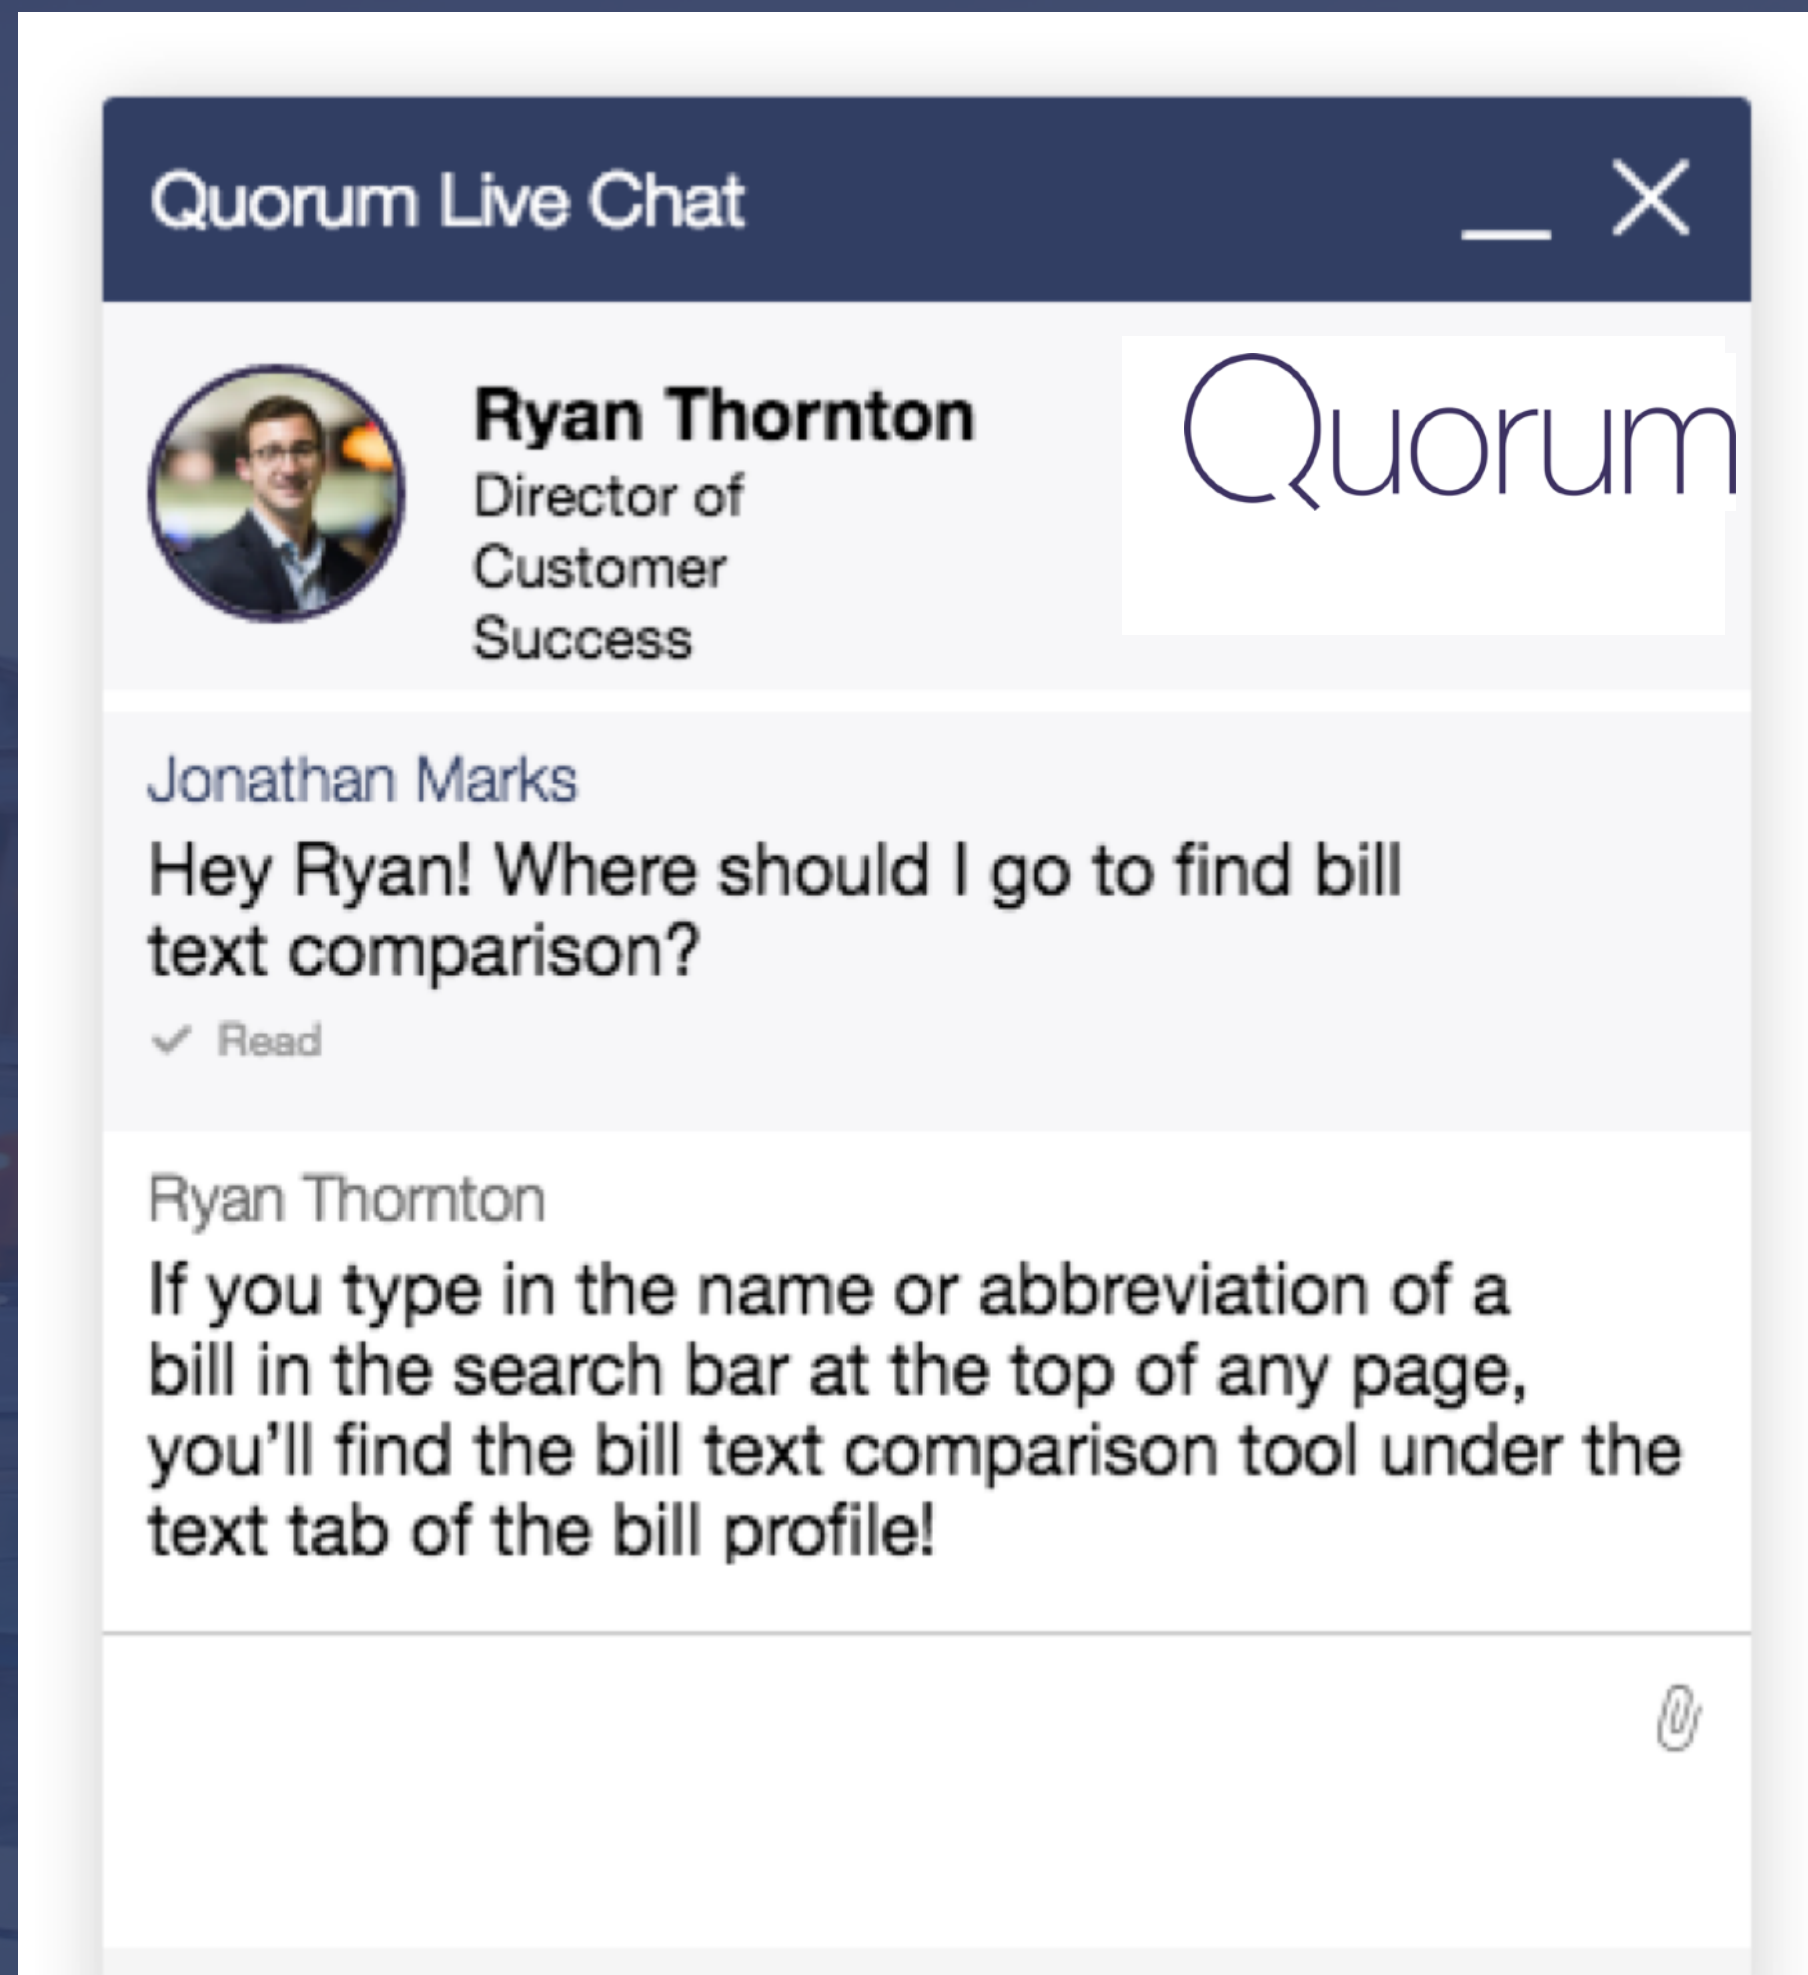 Quorum Live Chat
Ryan Thornton
Director of
Customer
Success
Quorum
Jonathan Marks
Hey Ryan! Where should I go to find bill
text comparison?
Read
Ryan Thornton
If you type in the name or abbreviation of a
bill in the search bar at the top of any page,
you’ll find the bill text comparison tool under the
text tab of the bill profile!